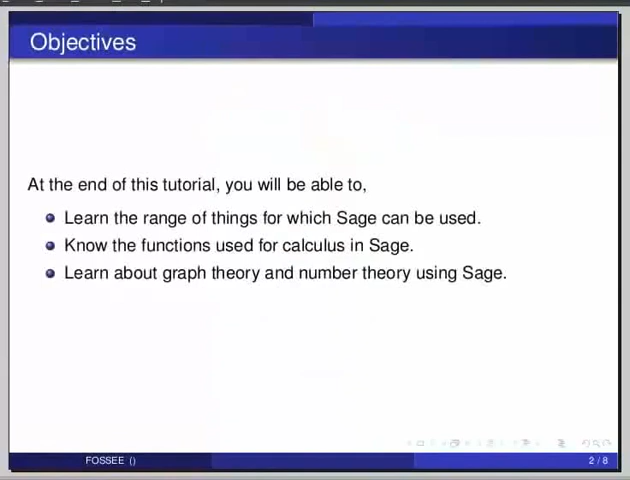 Objectives
At the end of this tutorial, you will be able to,
Learn the range of things for which Sage can be used.
Know the functions used for calculus in Sage.
Learn about graph theory and number theory using Sage.
FOSSEE ()
2 / 8